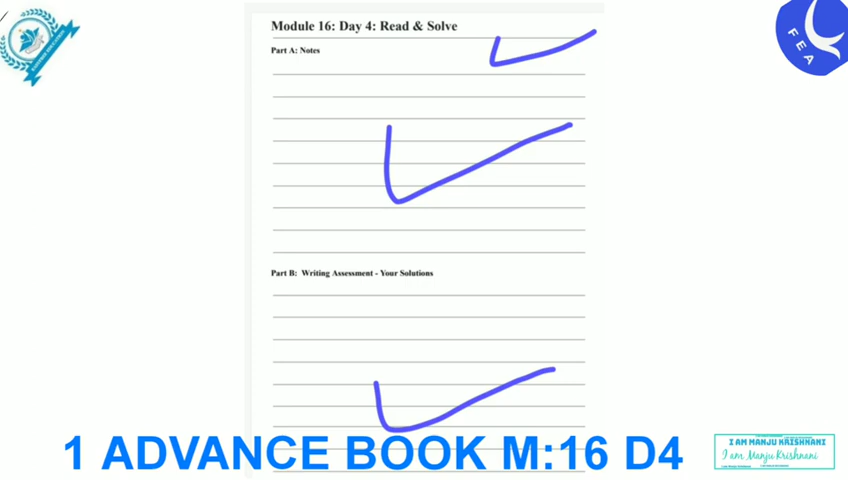 Module 16: Day 4: Read & Solve
Part A: Notes
FEA
Part B: Writing Assessment - Your Solutions
1 ADVANCE BOOK M:16 D4
I AM MANJU KRISHNANI
I am Manju Krishnani